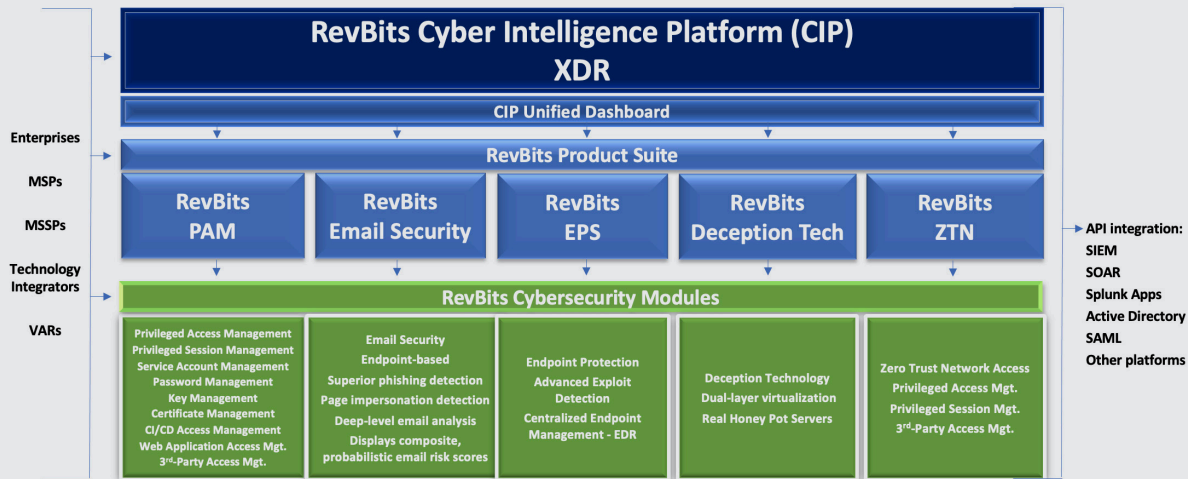 RevBits Cyber Intelligence Platform (CIP)
XDR
CIP Unified Dashboard
RevBits Product Suite
Enterprises
MSPs
MSSPs
Technology
Integrators
VARs
RevBits
PAM
RevBits
Email Security
RevBits
EPS
RevBits
Deception Tech
RevBits
ZTN
RevBits Cybersecurity Modules
Privileged Access Management
Privileged Session Management
Service Account Management
Password Management
Key Management
Certificate Management
CI/CD Access Management
Web Application Access Mgt.
3rd-Party Access Mgt.
Email Security
Endpoint-based
Superior phishing detection
Page impersonation detection
Deep-level email analysis
Displays composite,
probabilistic email risk scores
Endpoint Protection
Advanced Exploit
Detection
Centralized Endpoint
Management - EDR
Deception Technology
Dual-layer virtualization
Real Honey Pot Servers
Zero Trust Network Access
Privileged Access Mgt.
Privileged Session Mgt.
3rd-Party Access Mgt.
API integration:
SIEM
SOAR
Splunk Apps
Active Directory
SAML
Other platforms